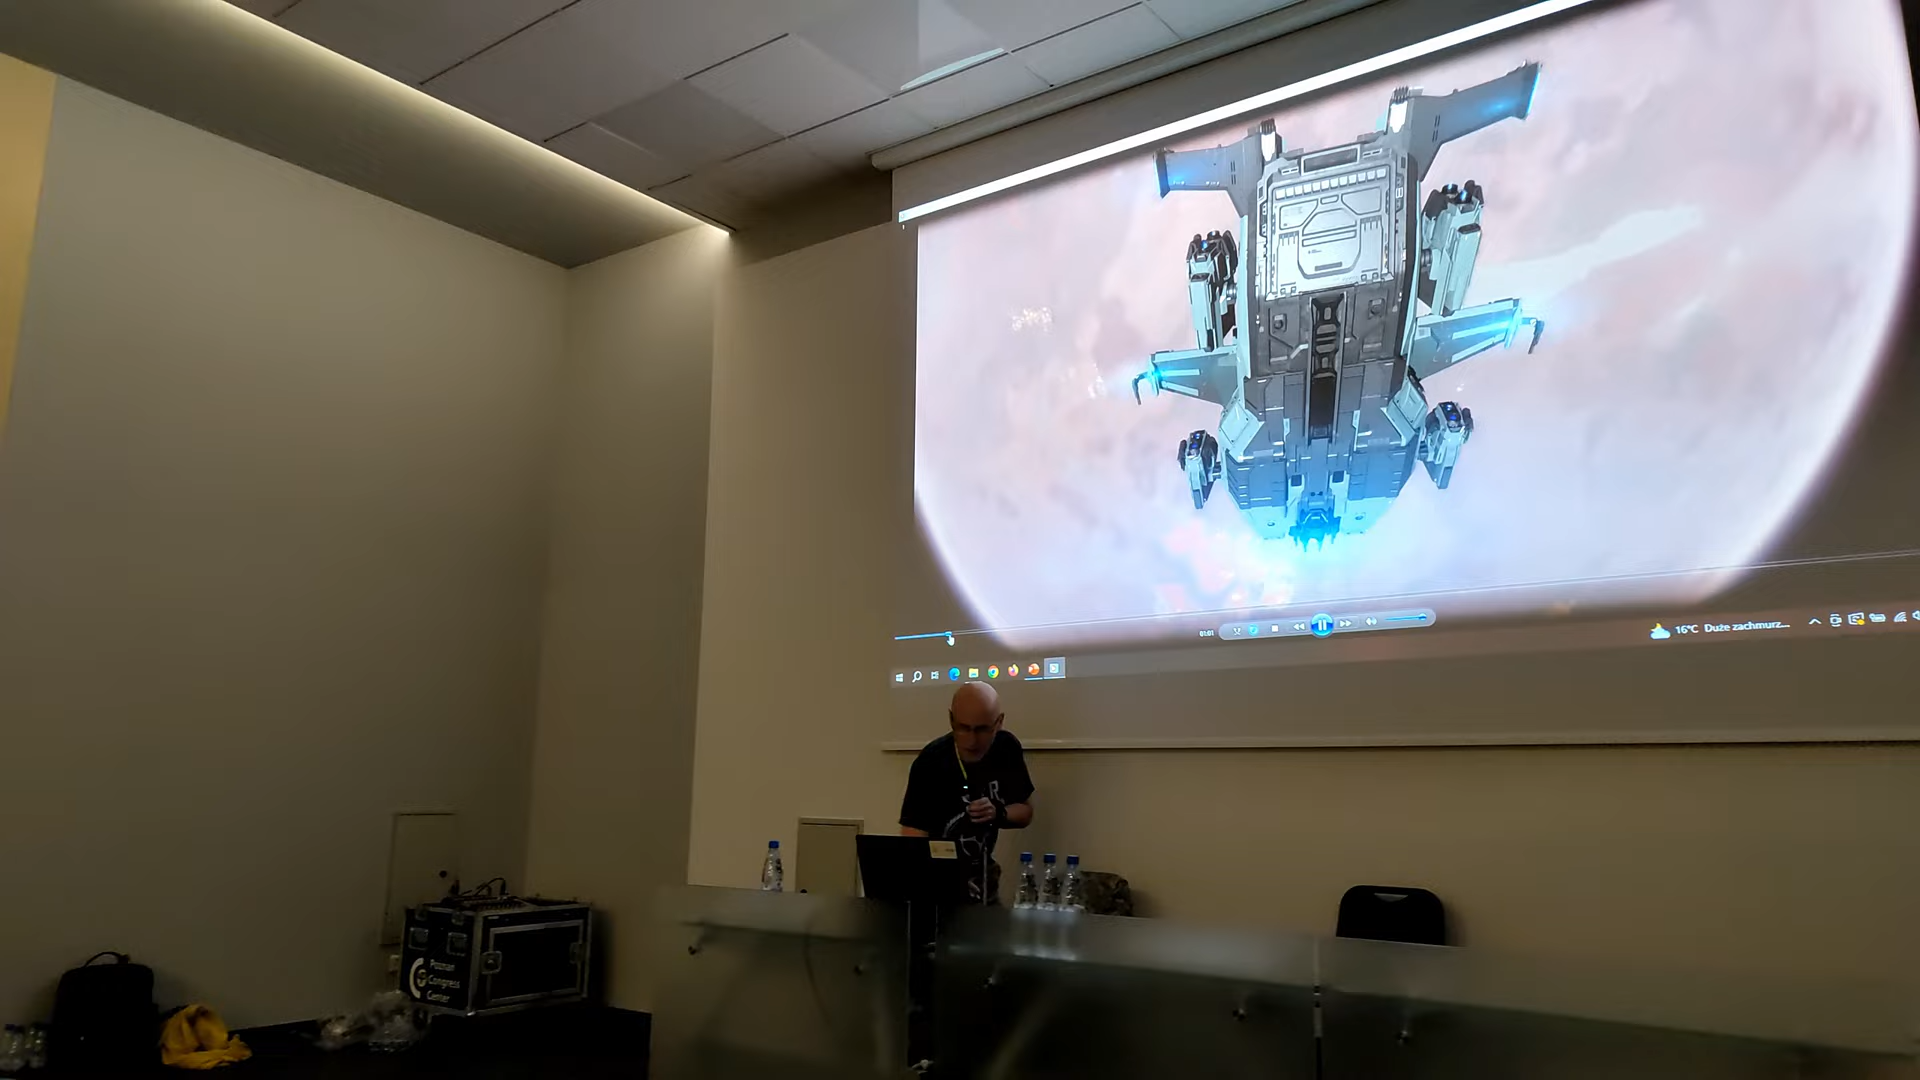 01:01
16°C Duże zachmurz...
R
Poznań
Congress
Center